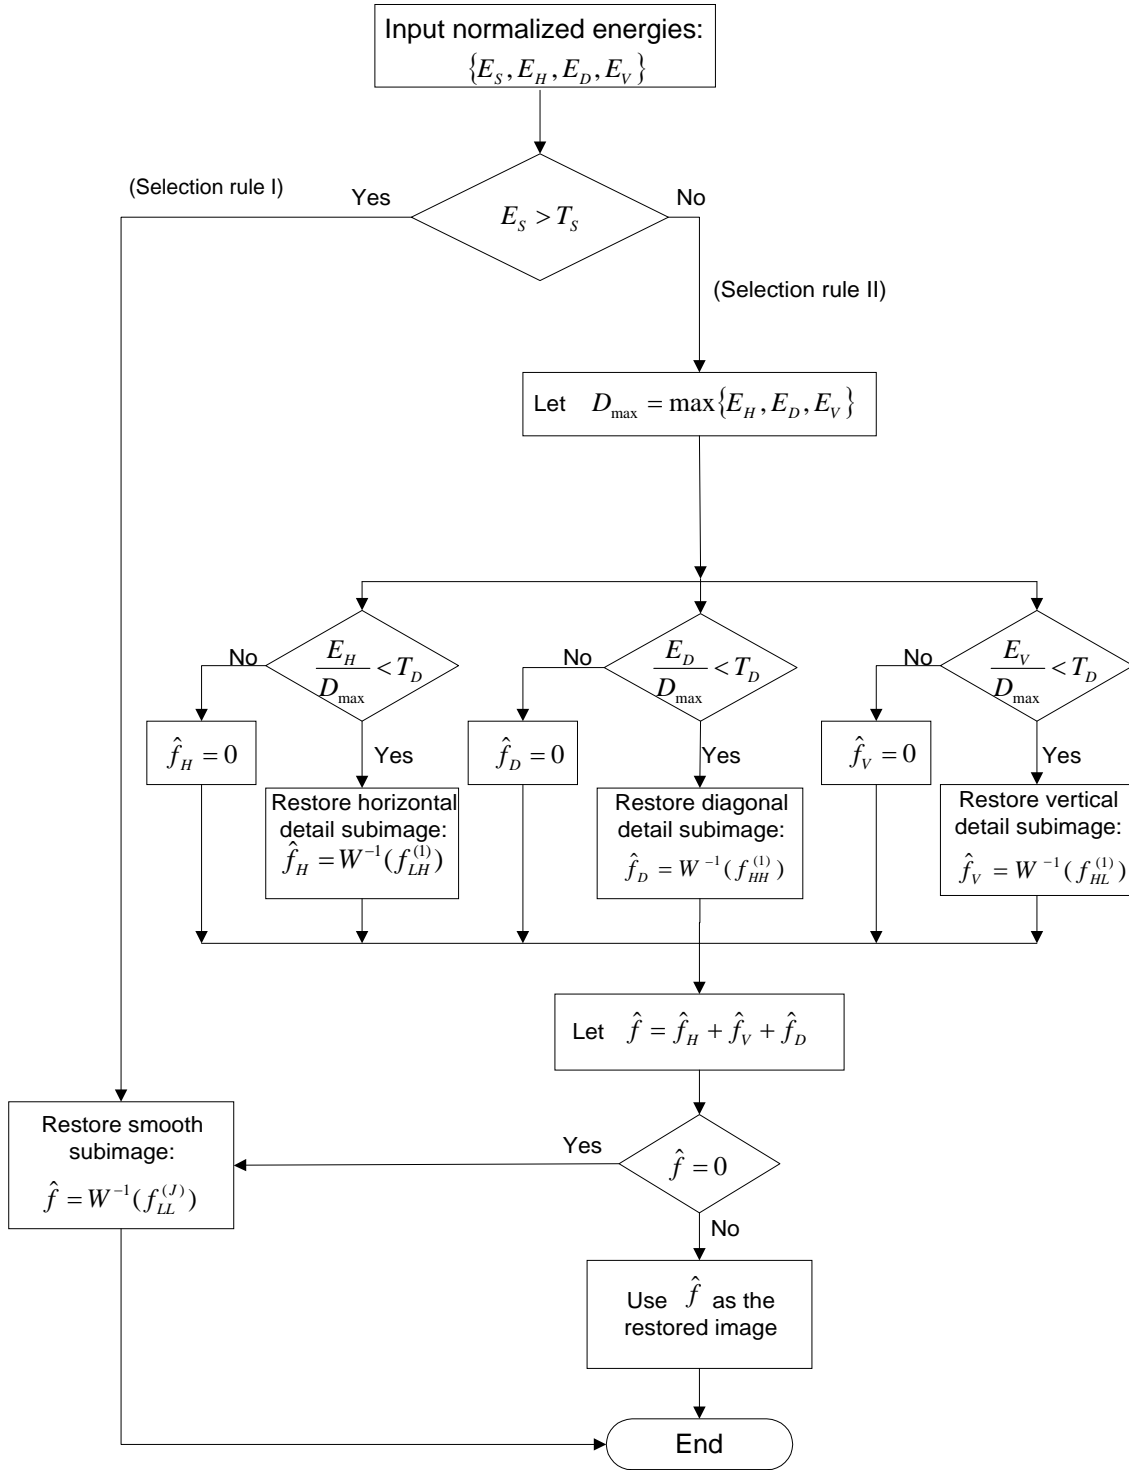 Input normalized energies:
{E_S, E_H, E_D, E_V}
(Selection rule I)
Yes
No
E_S > T_S
(Selection rule II)
Let D_max = max{E_H, E_D, E_V}
No
E_H / D_max < T_D
No
E_D / D_max < T_D
No
E_V / D_max < T_D
f̂_H = 0
Yes
f̂_D = 0
Yes
f̂_V = 0
Yes
Restore horizontal
detail subimage:
f̂_H = W^{-1}(f_{LH}^{(1)})
Restore diagonal
detail subimage:
f̂_D = W^{-1}(f_{HH}^{(1)})
Restore vertical
detail subimage:
f̂_V = W^{-1}(f_{HL}^{(1)})
Let f̂ = f̂_H + f̂_V + f̂_D
Restore smooth
subimage:
f̂ = W^{-1}(f_{LL}^{(J)})
Yes
f̂ = 0
No
Use f̂ as the
restored image
End